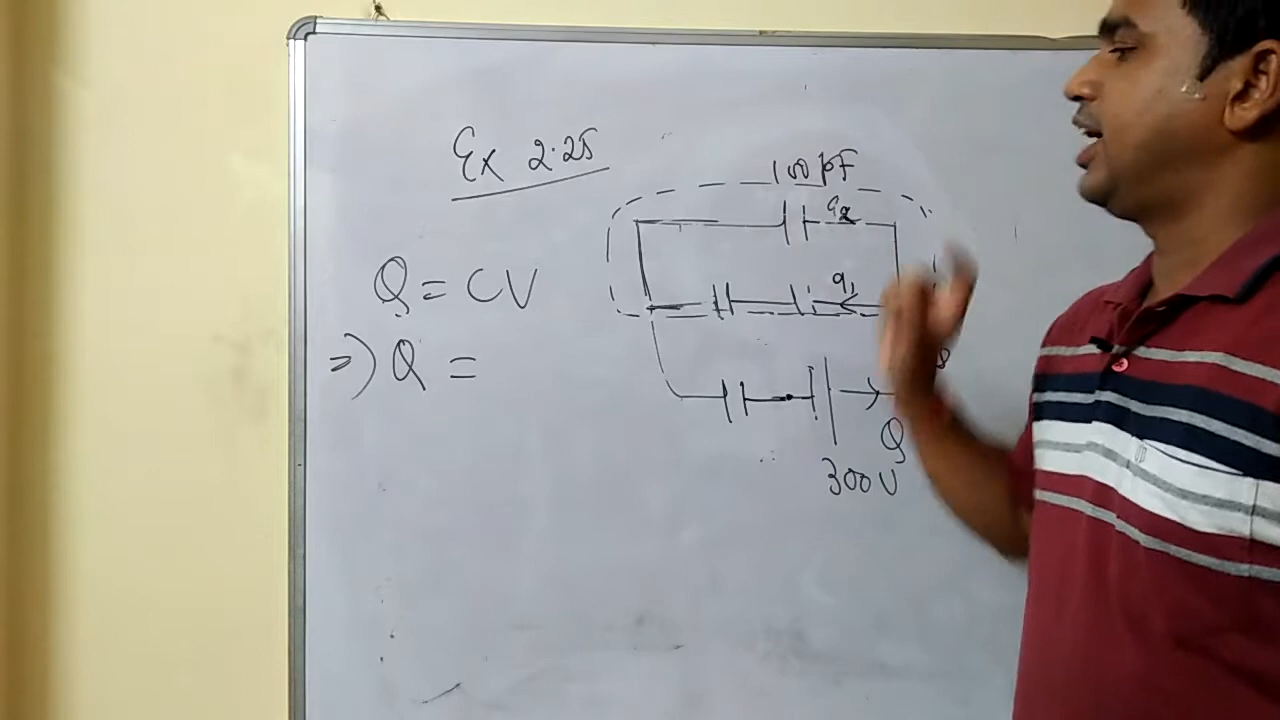 Ex 2.25
100 pF
q2
Q = CV
q1
=) Q =
Q
300 V